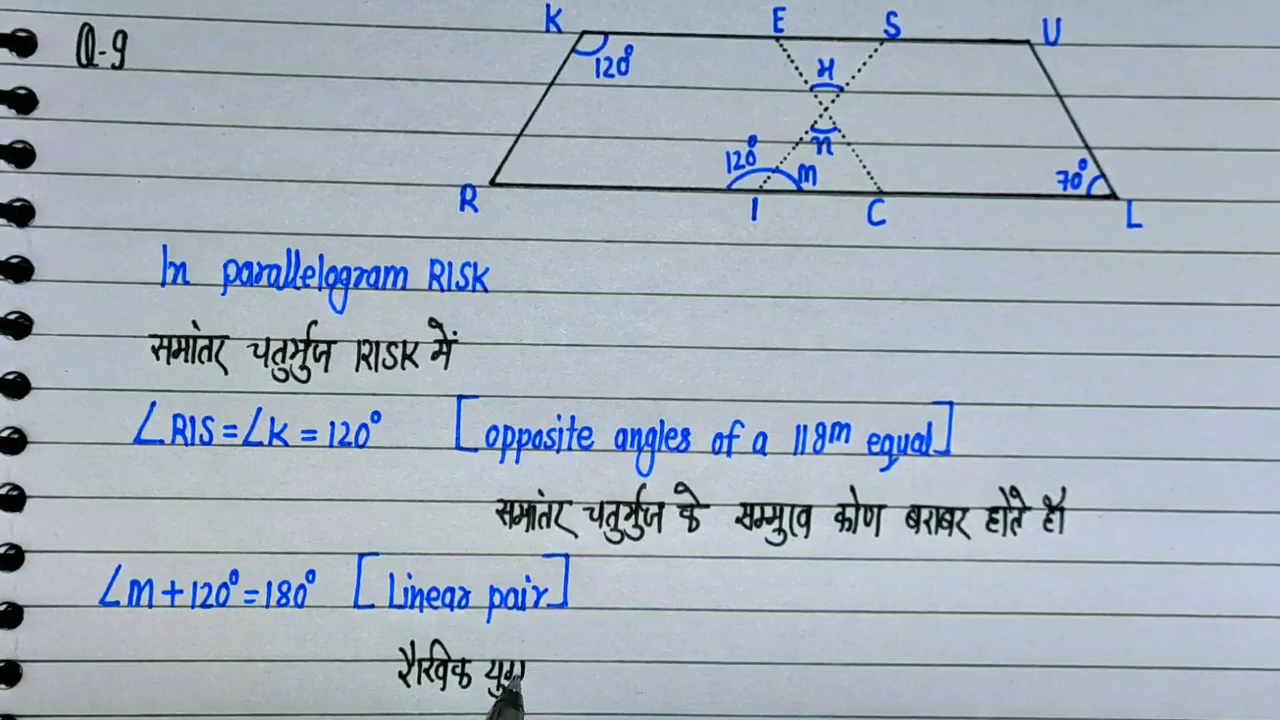 Q-9
K E S U
120° x
n
120° m 70°
R I C L
In parallelogram RISK
समांतर चतुर्भुज RISK में
∠RIS=∠K=120° [opposite angles of a ||gm equal]
समांतर चतुर्भुज के सम्मुख कोण बराबर होते हैं
∠m+120°=180° [Linear pair]
रैखिक युग्म